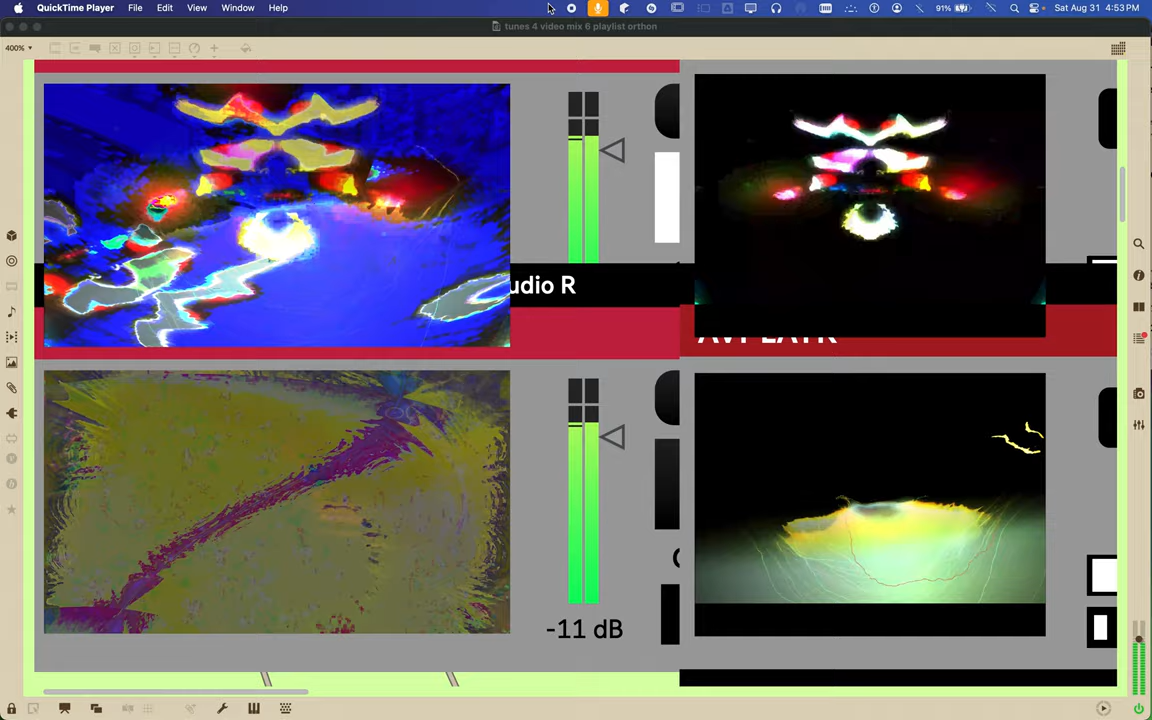 QuickTime Player File Edit View Window Help
91% Sat Aug 31 4:53 PM
tunes 4 video mix 6 playlist orthon
400%
udio R
-11 dB